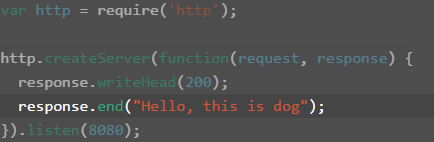 var http = require('http');
http.createServer(function(request, response) {
response.writeHead(200);
response.end("Hello, this is dog");
}).listen(8080);